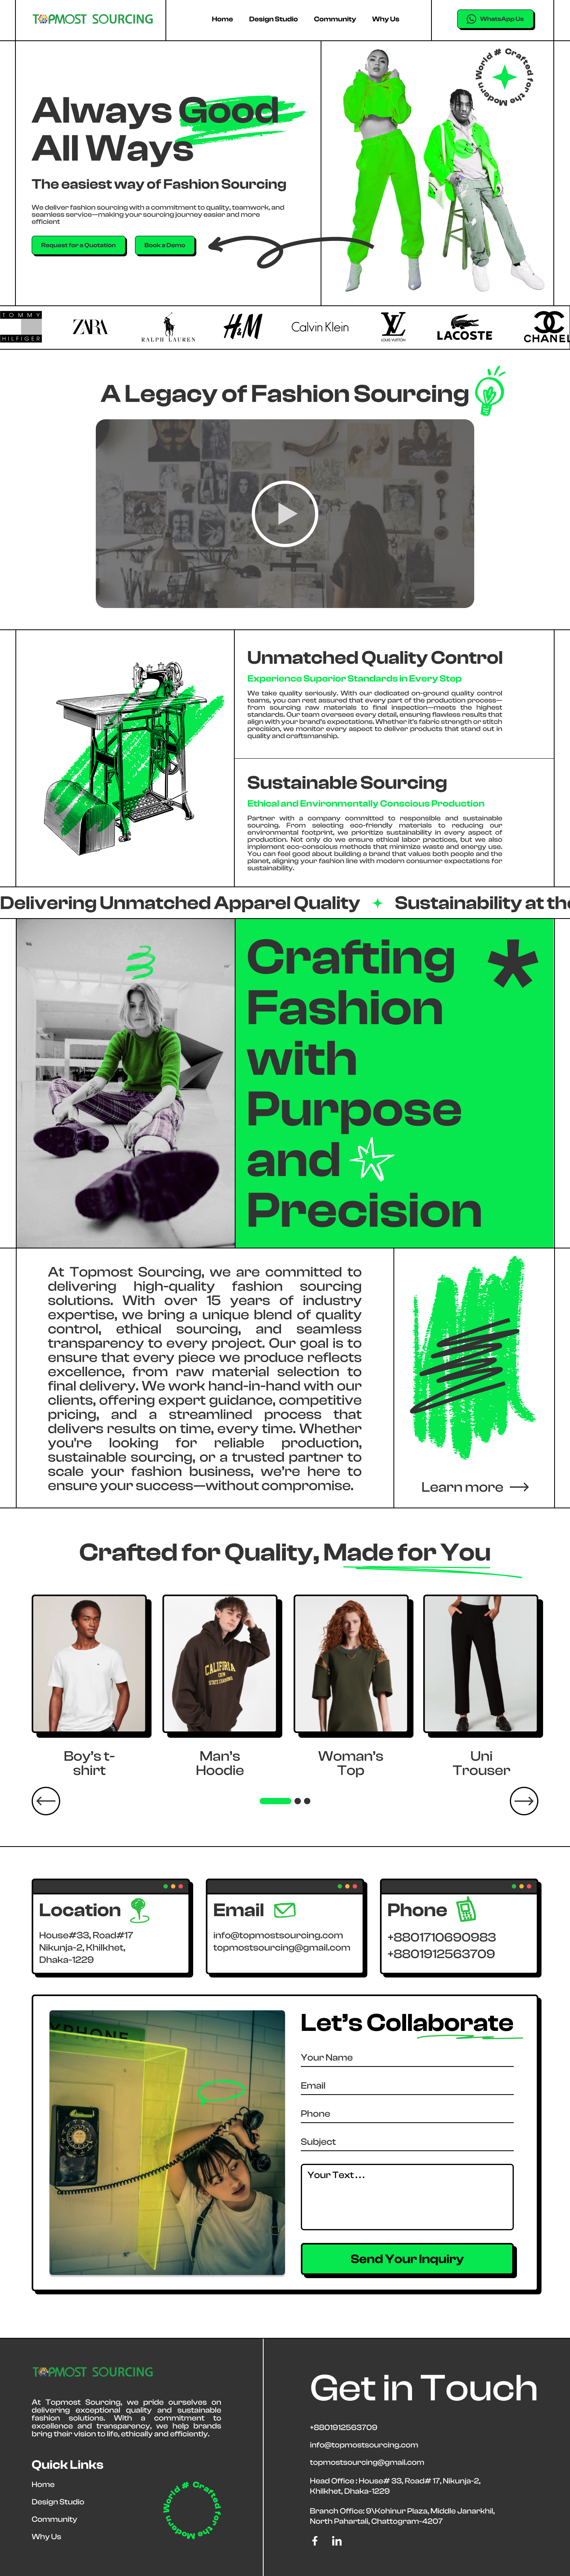 TOPMOST SOURCING
Home Design Studio Community Why Us
WhatsApp Us
Always Good
All Ways
The easiest way of Fashion Sourcing
We deliver fashion sourcing with a commitment to quality, teamwork, and
seamless service—making your sourcing journey easier and more
efficient
Request for a Quotation
Book a Demo
World # Crafted for the Modern
TOMMY
HILFIGER
ZARA
RALPH LAUREN
H&M
Calvin Klein
LV
LOUIS VUITTON
LACOSTE
CHANEL
A Legacy of Fashion Sourcing
Unmatched Quality Control
Experience Superior Standards in Every Step
We take quality seriously. With our dedicated on-ground quality control
teams, you can rest assured that every part of the production process—
from sourcing raw materials to final inspection—meets the highest
standards. Our team oversees every detail, ensuring flawless results that
align with your brand's expectations. Whether it's fabric strength or stitch
precision, we monitor every aspect to deliver products that stand out in
quality and craftsmanship.
Sustainable Sourcing
Ethical and Environmentally Conscious Production
Partner with a company committed to responsible and sustainable
sourcing. From selecting eco-friendly materials to reducing our
environmental footprint, we prioritize sustainability in every aspect of
production. Not only do we ensure ethical labor practices, but we also
implement eco-conscious methods that minimize waste and energy use.
You can feel good about building a brand that values both people and the
planet, aligning your fashion line with modern consumer expectations for
sustainability.
Delivering Unmatched Apparel Quality Sustainability at the
Crafting
Fashion
with
Purpose
and
Precision
At Topmost Sourcing, we are committed to
delivering high-quality fashion sourcing
solutions. With over 15 years of industry
expertise, we bring a unique blend of quality
control, ethical sourcing, and seamless
transparency to every project. Our goal is to
ensure that every piece we produce reflects
excellence, from raw material selection to
final delivery. We work hand-in-hand with our
clients, offering expert guidance, competitive
pricing, and a streamlined process that
delivers results on time, every time. Whether
you're looking for reliable production,
sustainable sourcing, or a trusted partner to
scale your fashion business, we're here to
ensure your success—without compromise.
Learn more
Crafted for Quality, Made for You
CALIFORIA
Boy's t-
shirt
Man's
Hoodie
Woman's
Top
Uni
Trouser
Location
House#33, Road#17
Nikunja-2, Khilkhet,
Dhaka-1229
Email
info@topmostsourcing.com
topmostsourcing@gmail.com
Phone
+8801710690983
+8801912563709
Let's Collaborate
Your Name
Email
Phone
Subject
Your Text...
Send Your Inquiry
TOPMOST SOURCING
At Topmost Sourcing, we pride ourselves on
delivering exceptional quality and sustainable
fashion solutions. With a commitment to
excellence and transparency, we help brands
bring their vision to life, ethically and efficiently.
Quick Links
Home
Design Studio
Community
Why Us
World # Crafted for the Modern
Get in Touch
+8801912563709
info@topmostsourcing.com
topmostsourcing@gmail.com
Head Office : House# 33, Road# 17, Nikunja-2,
Khilkhet, Dhaka-1229
Branch Office: 9\Kohinur Plaza, Middle Janarkhil,
North Pahartali, Chattogram-4207
f in